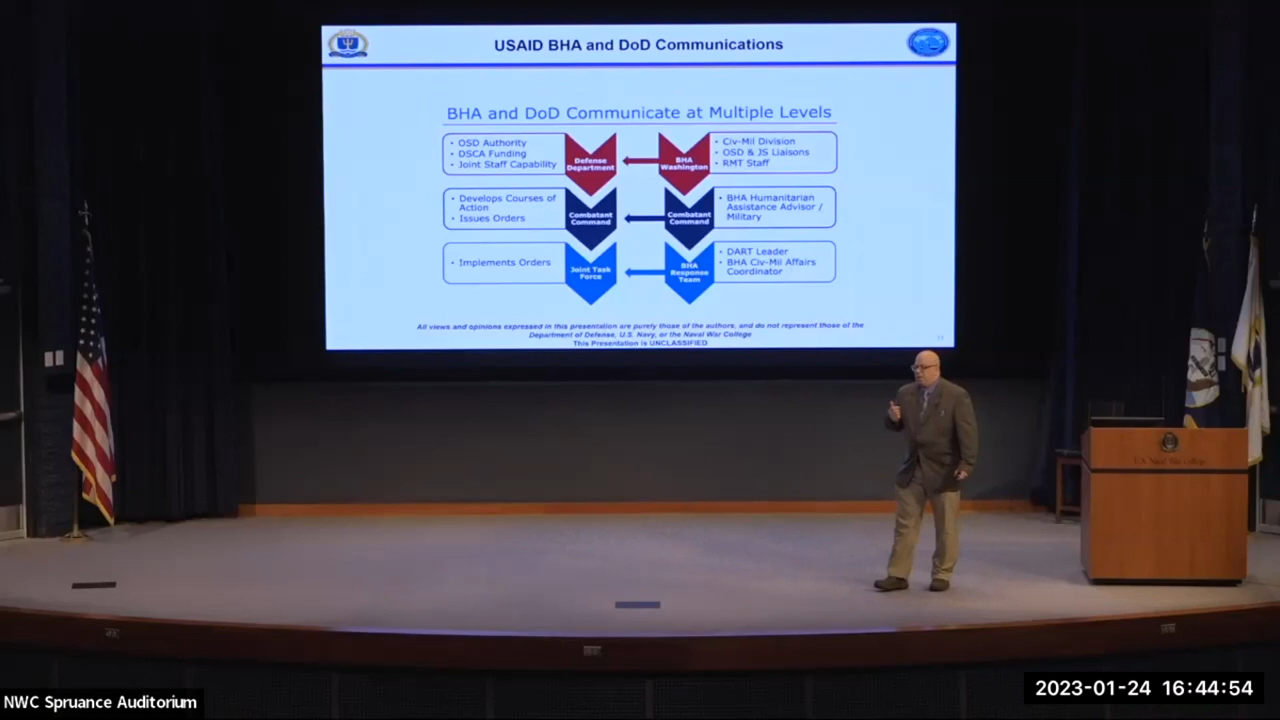 USAID BHA and DoD Communications
BHA and DoD Communicate at Multiple Levels
• OSD Authority
• DSCA Funding
• Joint Staff Capability
Defense
Department
BHA
Washington
• Civ-Mil Division
• OSD & JS Liaisons
• RMT Staff
• Develops Courses of
Action
• Issues Orders
Combatant
Command
Combatant
Command
• BHA Humanitarian
Assistance Advisor /
Military
• Implements Orders
Joint Task
Force
BHA
Response
Team
• DART Leader
• BHA Civ-Mil Affairs
Coordinator
All views and opinions expressed in this presentation are purely those of the authors, and do not represent those of the
Department of Defense, U.S. Navy, or the Naval War College
This Presentation is UNCLASSIFIED
U.S. Naval War College
NWC Spruance Auditorium
2023-01-24 16:44:54